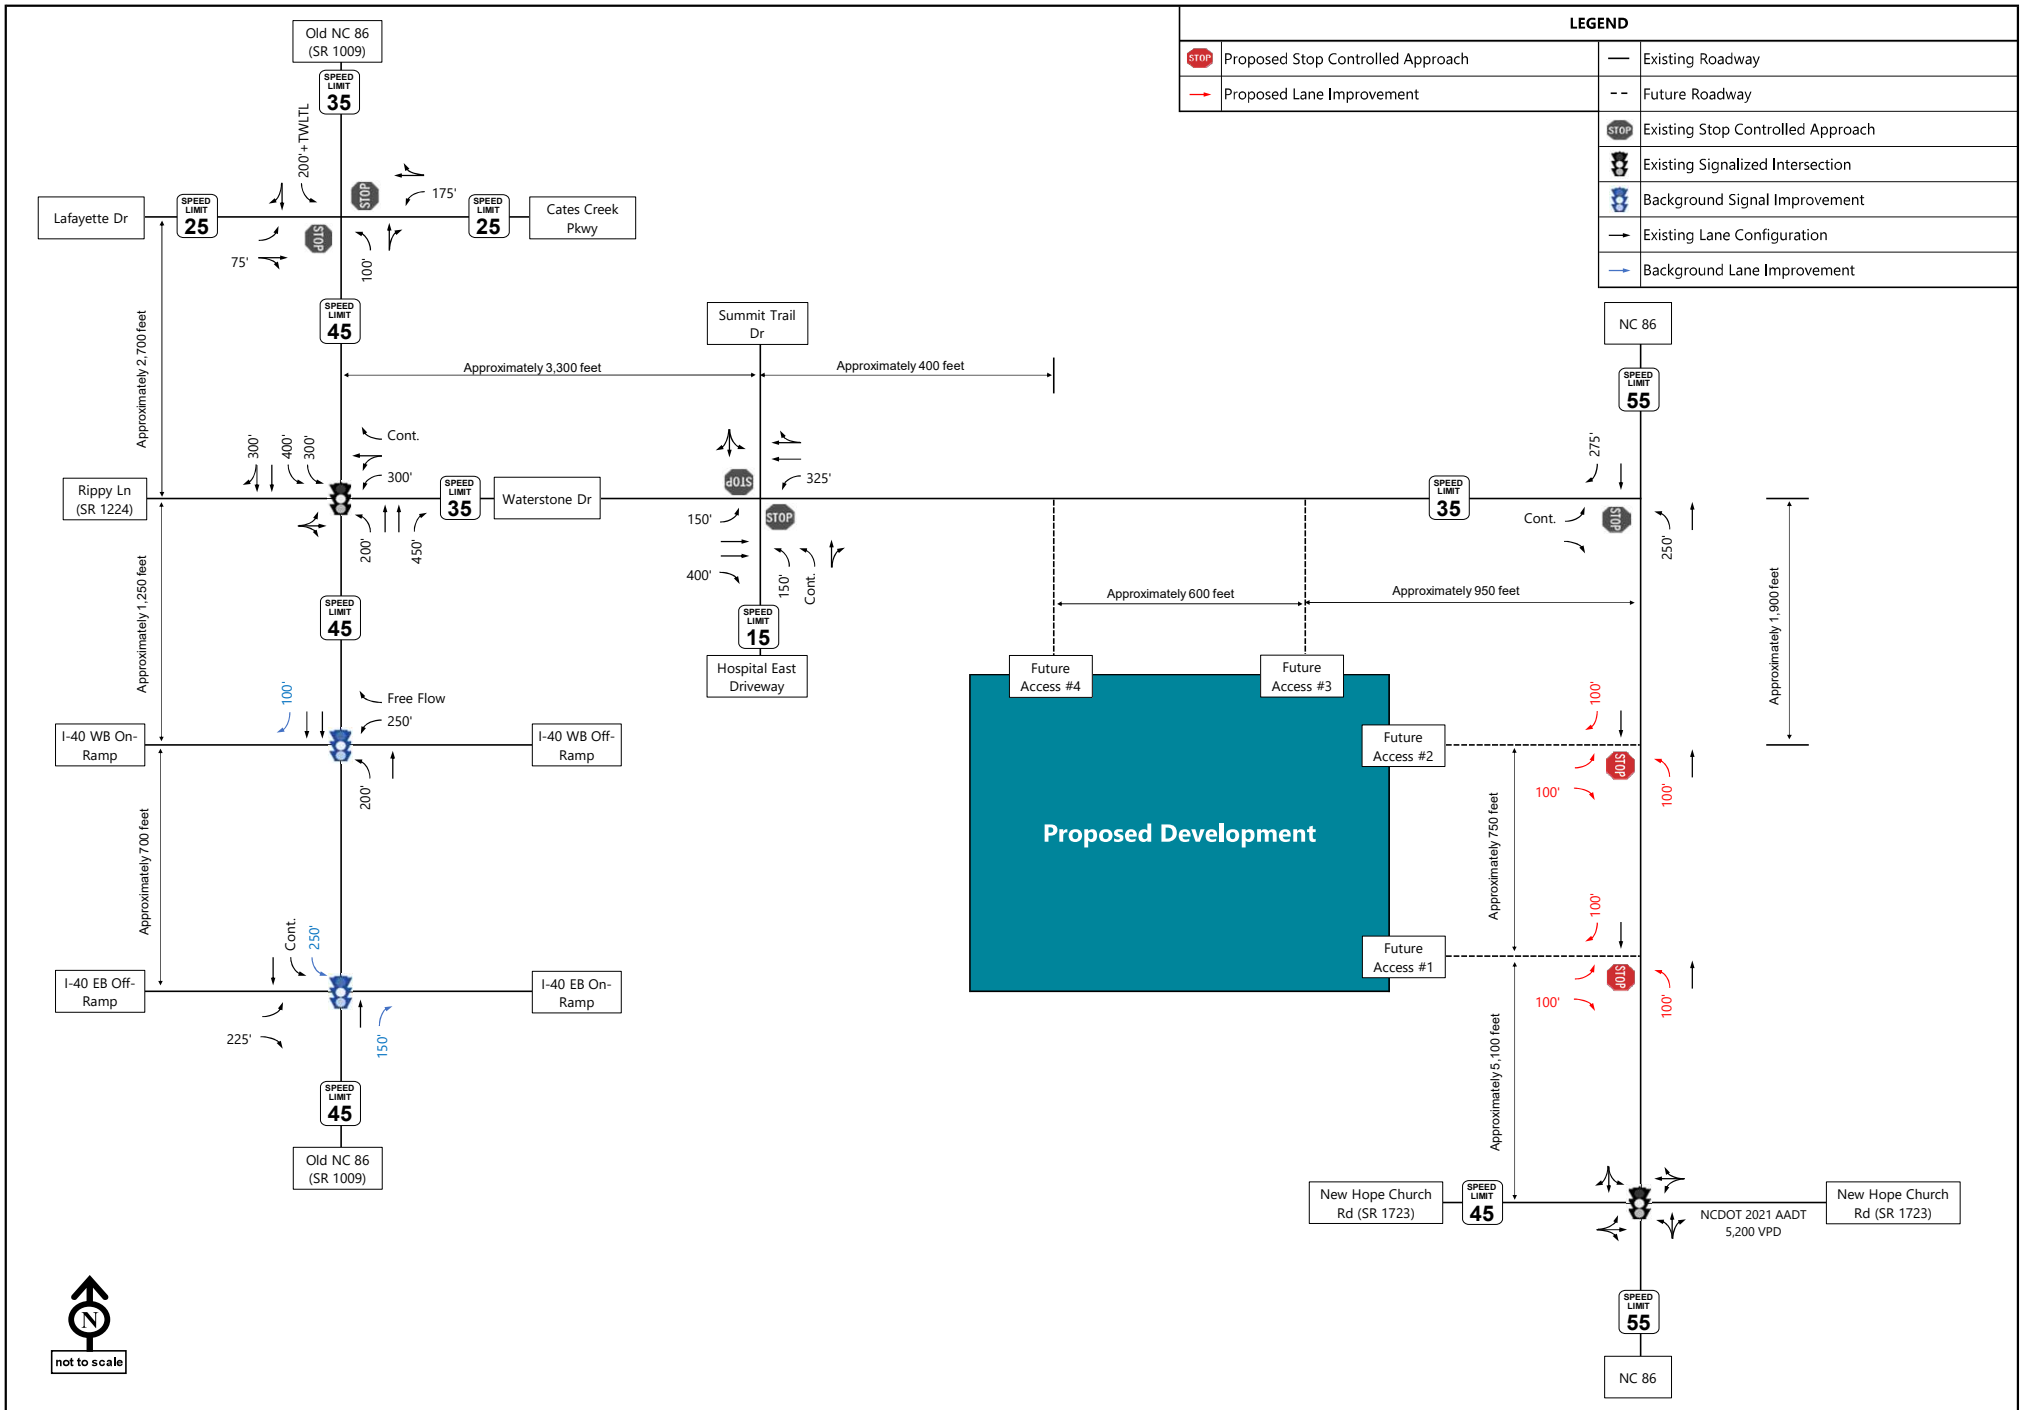 LEGEND
STOP Proposed Stop Controlled Approach
Proposed Lane Improvement
Existing Roadway
Future Roadway
STOP Existing Stop Controlled Approach
Existing Signalized Intersection
Background Signal Improvement
Existing Lane Configuration
Background Lane Improvement
Old NC 86
(SR 1009)
SPEED
LIMIT
35
200'+ TWLTL
STOP
175'
Lafayette Dr
SPEED
LIMIT
25
SPEED
LIMIT
25
Cates Creek
Pkwy
STOP
75'
100'
Approximately 2,700 feet
SPEED
LIMIT
45
Summit Trail
Dr
Approximately 3,300 feet
Approximately 400 feet
300'
400'
300'
Cont.
300'
Rippy Ln
(SR 1224)
SPEED
LIMIT
35
Waterstone Dr
200'
450'
STOP
325'
150'
STOP
400'
150'
Cont.
SPEED
LIMIT
15
Hospital East
Driveway
NC 86
SPEED
LIMIT
55
275'
SPEED
LIMIT
35
Cont.
STOP
250'
Approximately 600 feet
Approximately 950 feet
Approximately 1,900 feet
Approximately 1,250 feet
SPEED
LIMIT
45
100'
Free Flow
250'
I-40 WB On-
Ramp
I-40 WB Off-
Ramp
200'
Approximately 700 feet
Cont.
250'
I-40 EB Off-
Ramp
I-40 EB On-
Ramp
225'
150'
SPEED
LIMIT
45
Old NC 86
(SR 1009)
Future
Access #4
Future
Access #3
Future
Access #2
Proposed Development
Future
Access #1
100'
STOP
100'
100'
Approximately 750 feet
100'
STOP
100'
100'
Approximately 5,100 feet
New Hope Church
Rd (SR 1723)
SPEED
LIMIT
45
NCDOT 2021 AADT
5,200 VPD
New Hope Church
Rd (SR 1723)
SPEED
LIMIT
55
NC 86
N
not to scale